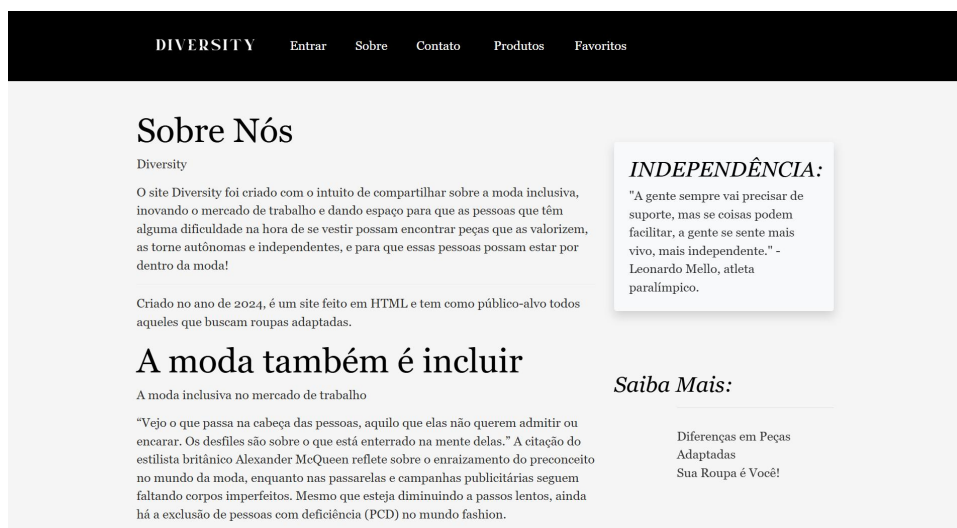 DIVERSITY Entrar Sobre Contato Produtos Favoritos
Sobre Nós
Diversity
O site Diversity foi criado com o intuito de compartilhar sobre a moda inclusiva,
inovando o mercado de trabalho e dando espaço para que as pessoas que têm
alguma dificuldade na hora de se vestir possam encontrar peças que as valorizem,
as torne autônomas e independentes, e para que essas pessoas possam estar por
dentro da moda!
Criado no ano de 2024, é um site feito em HTML e tem como público-alvo todos
aqueles que buscam roupas adaptadas.
A moda também é incluir
A moda inclusiva no mercado de trabalho
“Vejo o que passa na cabeça das pessoas, aquilo que elas não querem admitir ou
encarar. Os desfiles são sobre o que está enterrado na mente delas.” A citação do
estilista britânico Alexander McQueen reflete sobre o enraizamento do preconceito
no mundo da moda, enquanto nas passarelas e campanhas publicitárias seguem
faltando corpos imperfeitos. Mesmo que esteja diminuindo a passos lentos, ainda
há a exclusão de pessoas com deficiência (PCD) no mundo fashion.
INDEPENDÊNCIA:
"A gente sempre vai precisar de
suporte, mas se coisas podem
facilitar, a gente se sente mais
vivo, mais independente." -
Leonardo Mello, atleta
paralímpico.
Saiba Mais:
Diferenças em Peças
Adaptadas
Sua Roupa é Você!